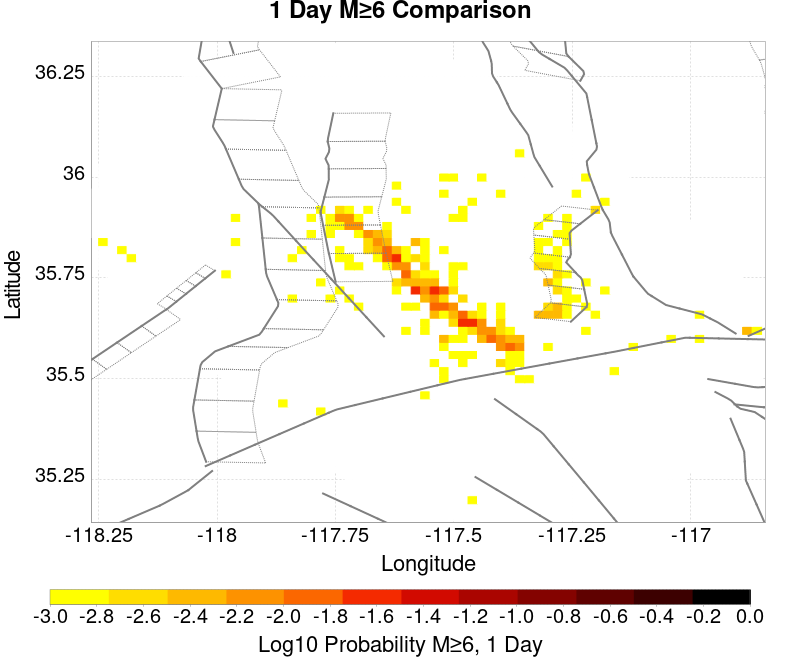 1 Day M≥6 Comparison
36.25
36
35.75
35.5
35.25
Latitude
-118.25 -118 -117.75 -117.5 -117.25 -117
Longitude
-3.0 -2.8 -2.6 -2.4 -2.2 -2.0 -1.8 -1.6 -1.4 -1.2 -1.0 -0.8 -0.6 -0.4 -0.2 0.0
Log10 Probability M≥6, 1 Day